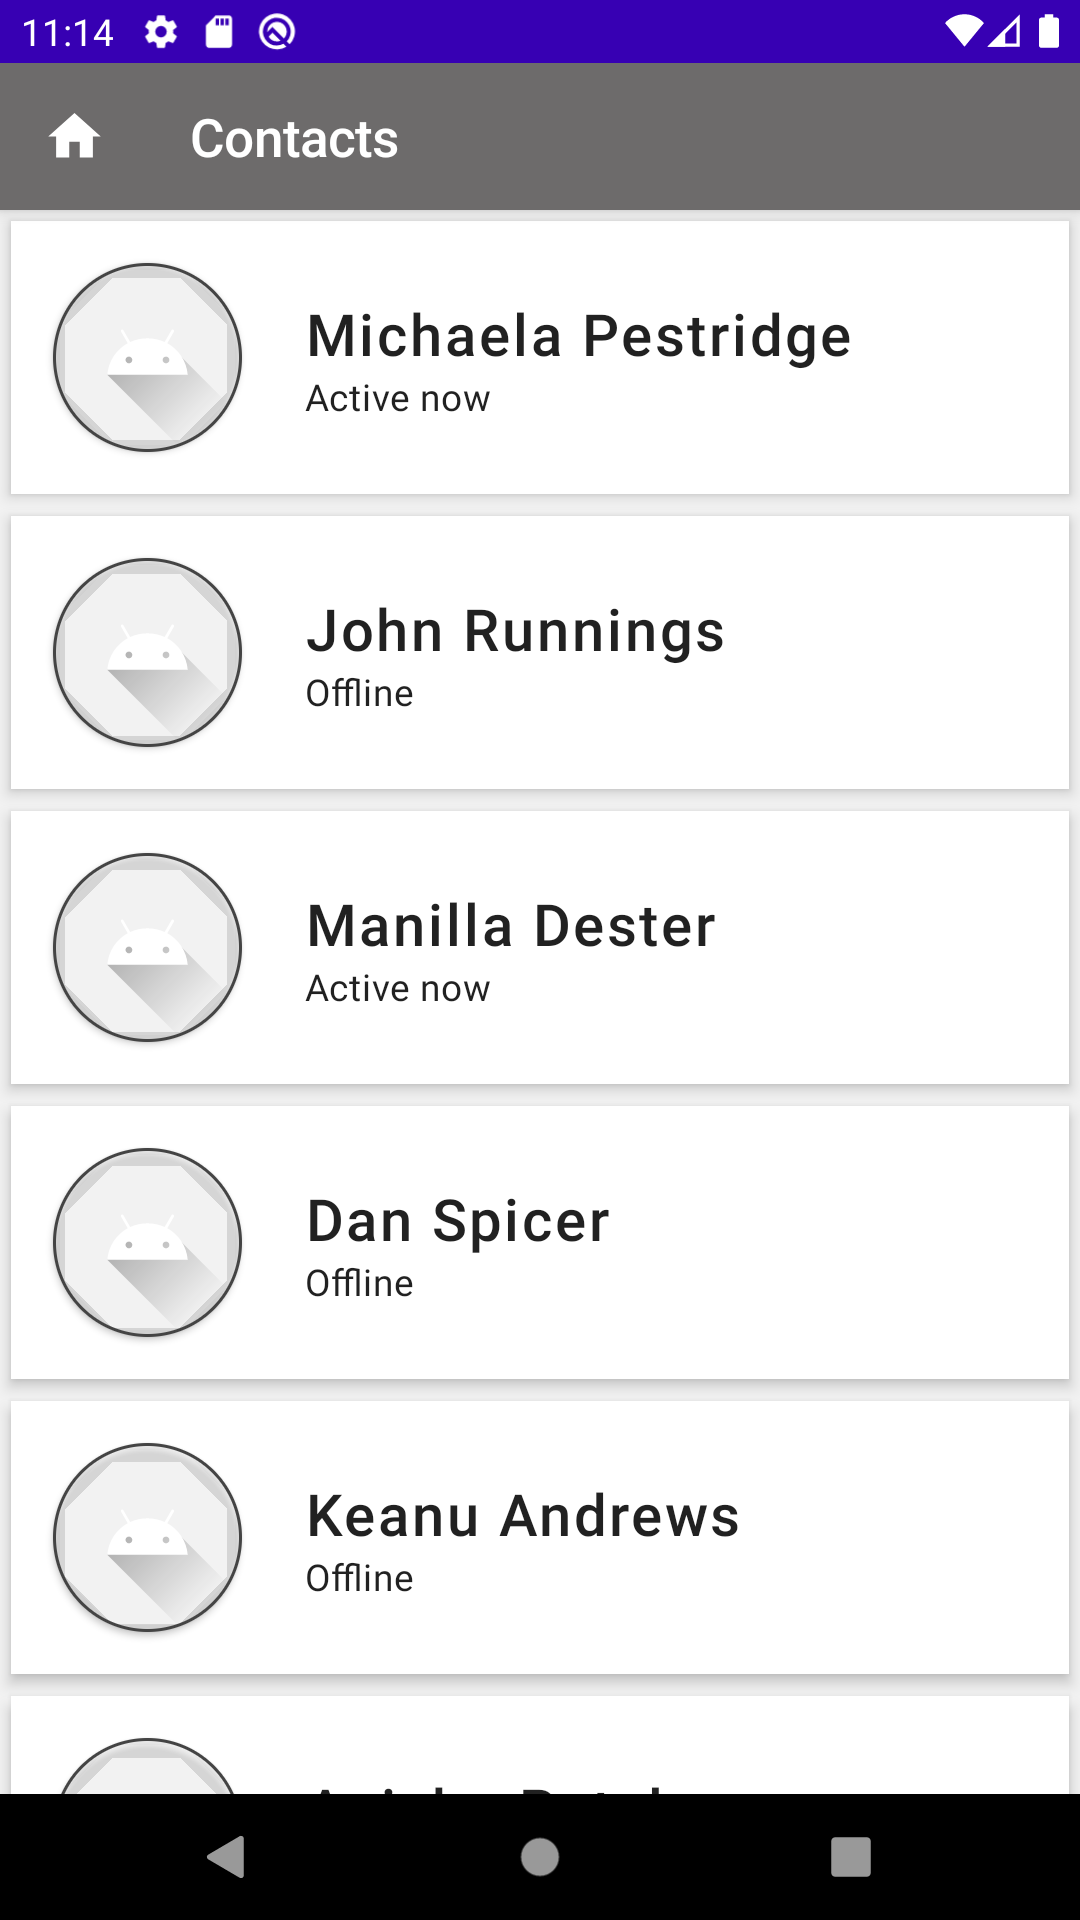 11:14
Contacts
Michaela Pestridge
Active now
John Runnings
Offline
Manilla Dester
Active now
Dan Spicer
Offline
Keanu Andrews
Offline